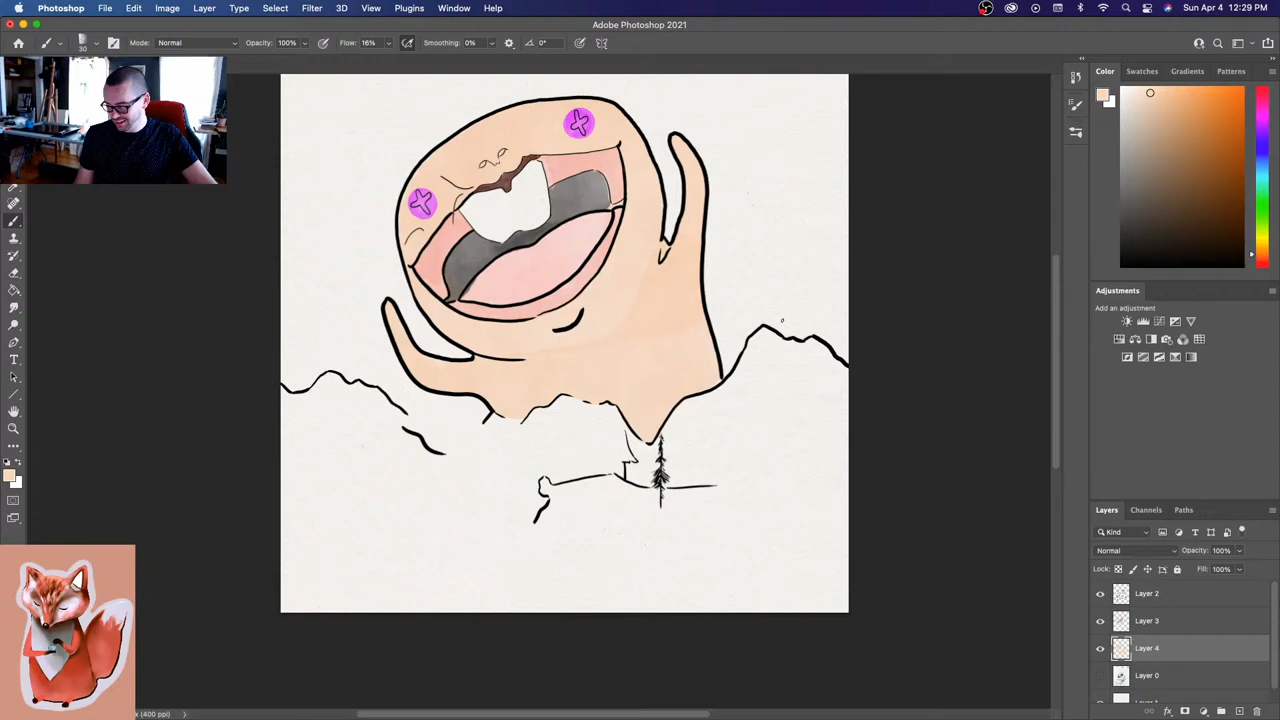 Photoshop File Edit Image Layer Type Select Filter 3D View Plugins Window Help Sun Apr 4 12:29 PM
Adobe Photoshop 2021
30 Mode: Normal Opacity: 100% Flow: 16% Smoothing: 0% 0°
Color Swatches Gradients Patterns
Adjustments
Add an adjustment
Layers Channels Paths
Kind
Normal Opacity: 100%
Lock: Fill: 100%
Layer 2
Layer 3
Layer 4
Layer 0
(400 ppi)